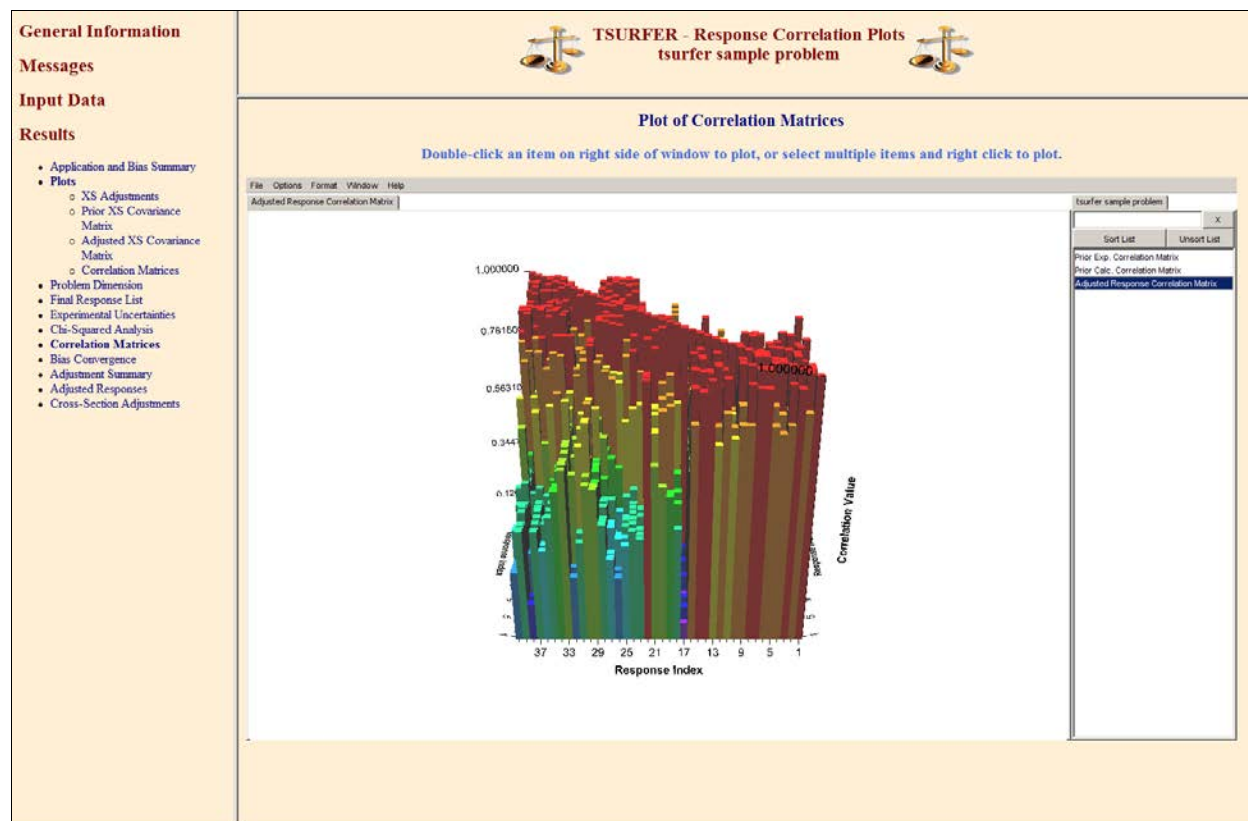 General Information
Messages
Input Data
Results
Application and Bias Summary
Plots
XS Adjustments
Prior XS Covariance
Matrix
Adjusted XS Covariance
Matrix
Correlation Matrices
Problem Dimension
Final Response List
Experimental Uncertainties
Chi-Squared Analysis
Correlation Matrices
Bias Convergence
Adjustment Summary
Adjusted Responses
Cross-Section Adjustments
TSURFER - Response Correlation Plots
tsurfer sample problem
Plot of Correlation Matrices
Double-click an item on right side of window to plot, or select multiple items and right click to plot.
File Options Format Window Help
Adjusted Response Correlation Matrix
1.000000
1.000000
Correlation Value
37 33 29 25 21 17 13 9 5 1
Response Index
tsurfer sample problem
X
Sort List Unsort List
Prior Exp. Correlation Matrix
Prior Calc. Correlation Matrix
Adjusted Response Correlation Matrix